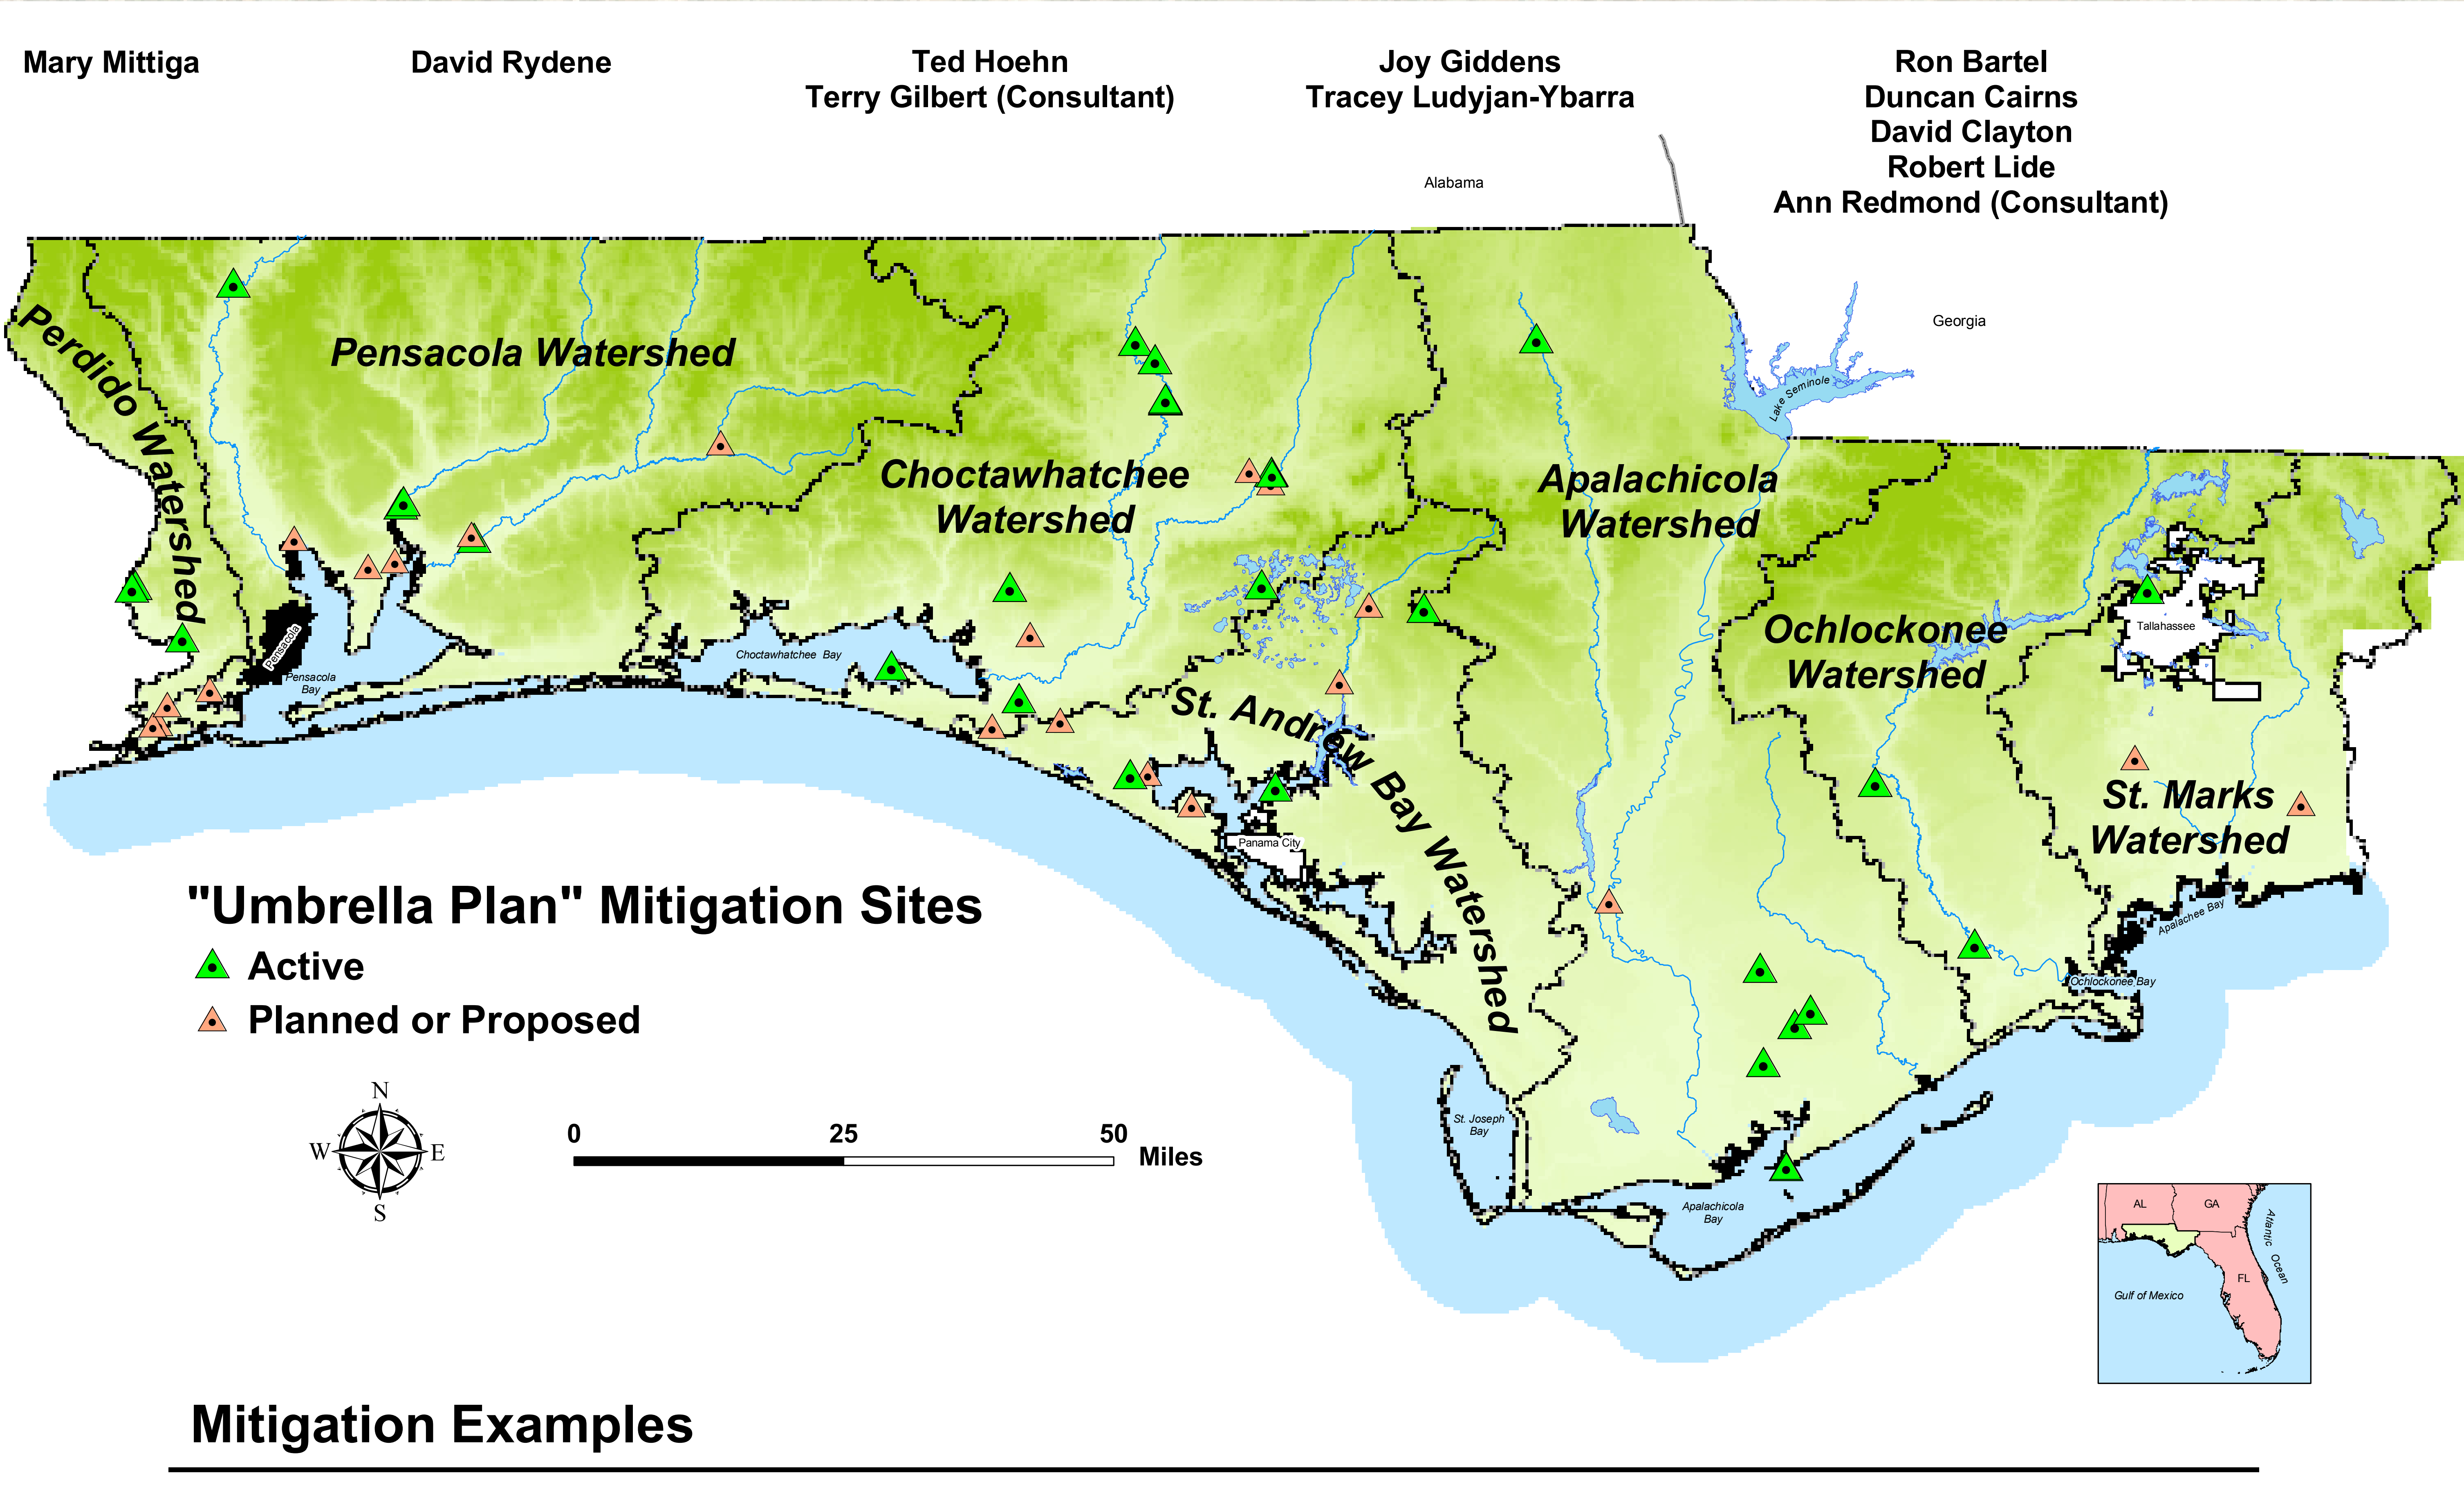 Mary Mittiga
David Rydene
Ted Hoehn
Terry Gilbert (Consultant)
Joy Giddens
Tracey Ludyjan-Ybarra
Ron Bartel
Duncan Cairns
David Clayton
Robert Lide
Ann Redmond (Consultant)
Alabama
Georgia
Lake Seminole
Perdido Watershed
Pensacola Watershed
Choctawhatchee
Watershed
Apalachicola
Watershed
Ochlockonee
Watershed
Tallahassee
St. Andrew Bay Watershed
St. Marks
Watershed
Pensacola
Pensacola
Bay
Choctawhatchee Bay
Panama City
Apalachee Bay
Ochlockonee Bay
St. Joseph
Bay
Apalachicola
Bay
"Umbrella Plan" Mitigation Sites
Active
Planned or Proposed
N
W
E
S
0
25
50
Miles
AL
GA
FL
Atlantic Ocean
Gulf of Mexico
Mitigation Examples